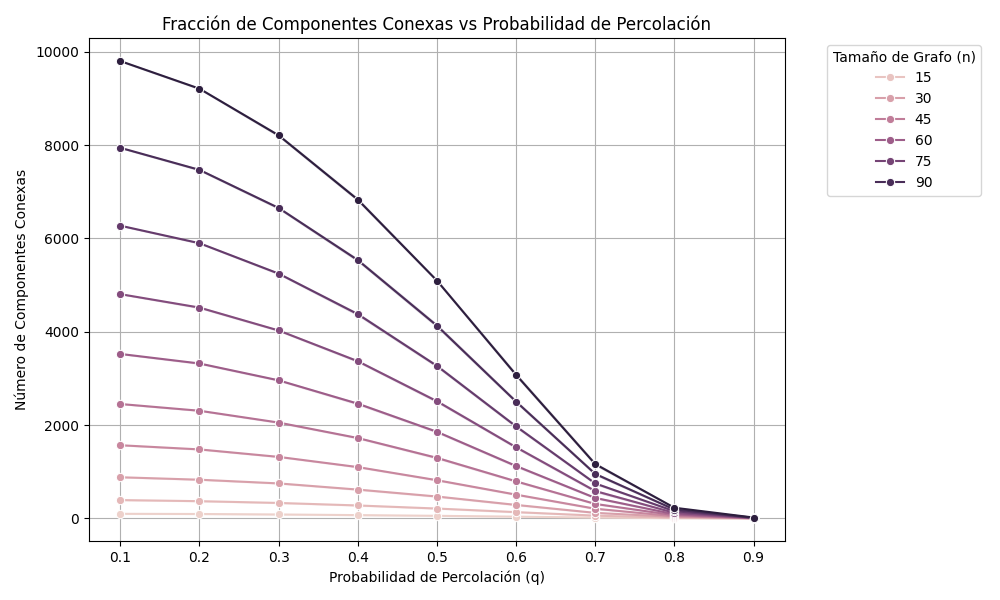 Fracción de Componentes Conexas vs Probabilidad de Percolación
Número de Componentes Conexas
10000
8000
6000
4000
2000
0
0.1 0.2 0.3 0.4 0.5 0.6 0.7 0.8 0.9
Probabilidad de Percolación (q)
Tamaño de Grafo (n)
15
30
45
60
75
90